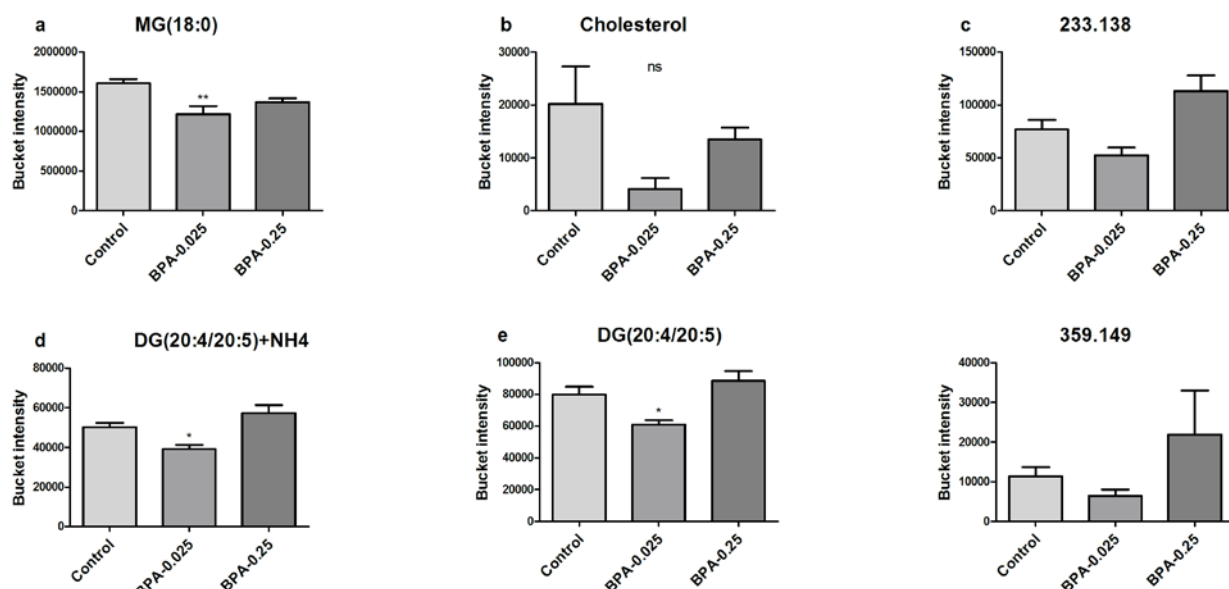 a MG(18:0)
Bucket intensity
2000000
1500000
1000000
500000
0
**
Control
BPA-0.025
BPA-0.25
b Cholesterol
Bucket intensity
30000
20000
10000
0
ns
Control
BPA-0.025
BPA-0.25
c 233.138
Bucket intensity
150000
100000
50000
0
Control
BPA-0.025
BPA-0.25
d DG(20:4/20:5)+NH4
Bucket intensity
80000
60000
40000
20000
0
*
Control
BPA-0.025
BPA-0.25
e DG(20:4/20:5)
Bucket intensity
100000
80000
60000
40000
20000
0
*
Control
BPA-0.025
BPA-0.25
359.149
Bucket intensity
40000
30000
20000
10000
0
Control
BPA-0.025
BPA-0.25